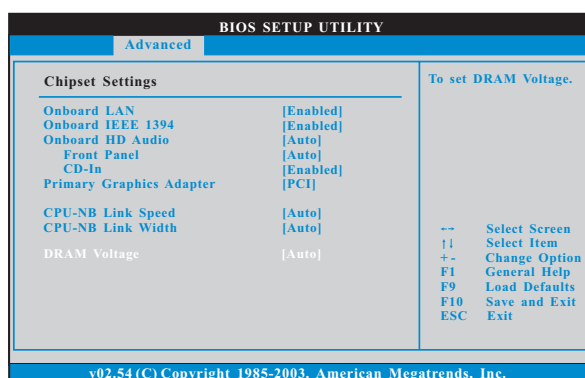 BIOS SETUP UTILITY
Advanced
Chipset Settings
Onboard LAN [Enabled]
Onboard IEEE 1394 [Enabled]
Onboard HD Audio [Auto]
Front Panel [Auto]
CD-In [Enabled]
Primary Graphics Adapter [PCI]
CPU-NB Link Speed [Auto]
CPU-NB Link Width [Auto]
DRAM Voltage [Auto]
To set DRAM Voltage.
←→ Select Screen
↑↓ Select Item
+ - Change Option
F1 General Help
F9 Load Defaults
F10 Save and Exit
ESC Exit
v02.54 (C) Copyright 1985-2003, American Megatrends, Inc.